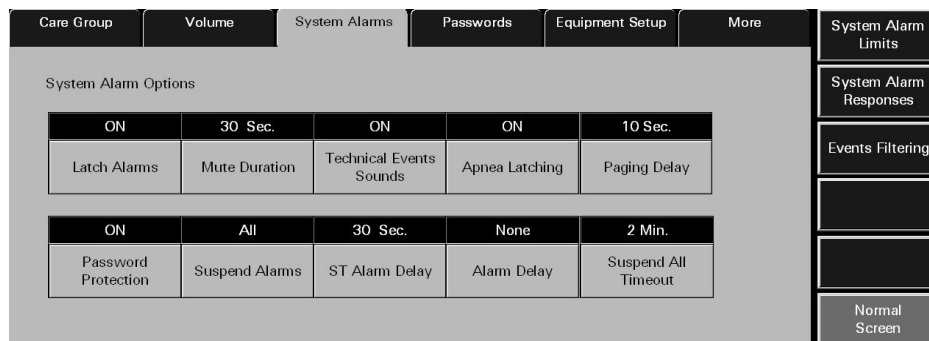 Care Group Volume System Alarms Passwords Equipment Setup More
System Alarm
Limits
System Alarm
Responses
Events Filtering
Normal
Screen
System Alarm Options
ON 30 Sec. ON ON 10 Sec.
Latch Alarms Mute Duration Technical Events
Sounds Apnea Latching Paging Delay
ON All 30 Sec. None 2 Min.
Password
Protection Suspend Alarms ST Alarm Delay Alarm Delay Suspend All
Timeout